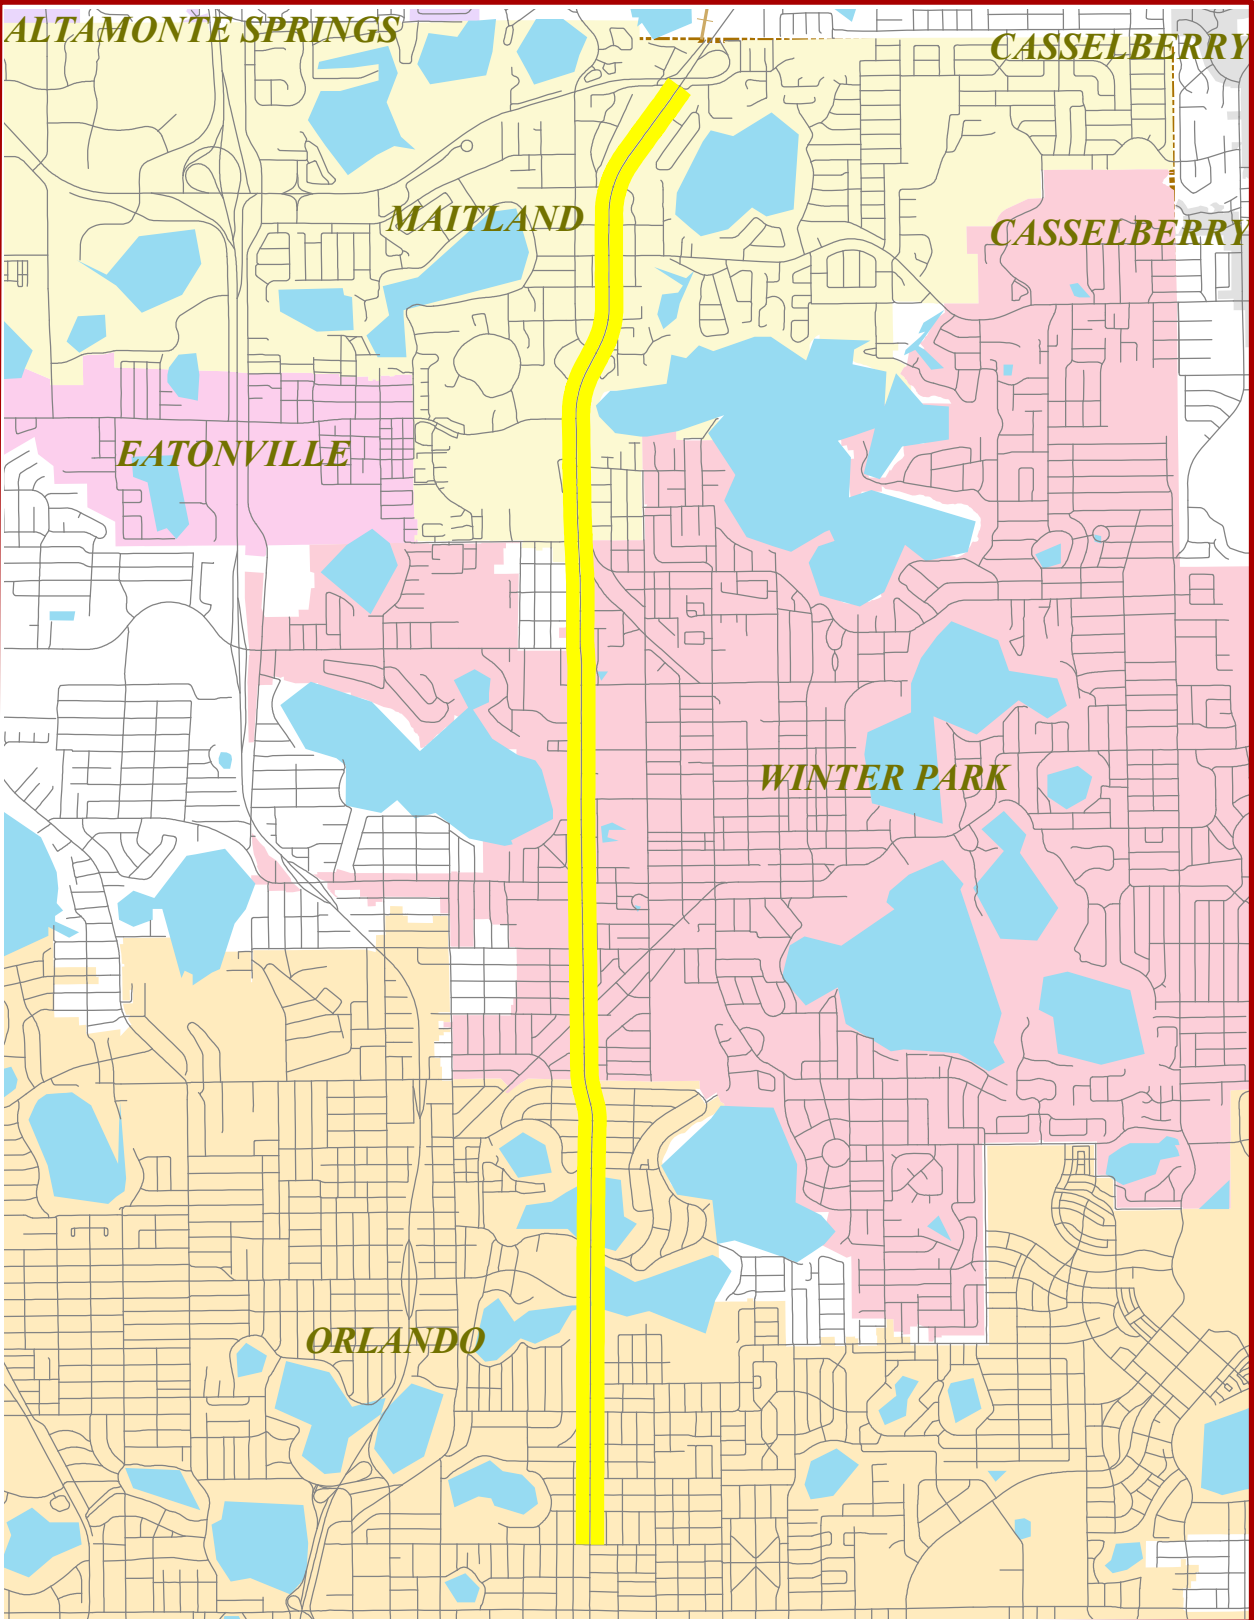 ALTAMONTE SPRINGS
CASSELBERRY
MAITLAND
CASSELBERRY
EATONVILLE
WINTER PARK
ORLANDO